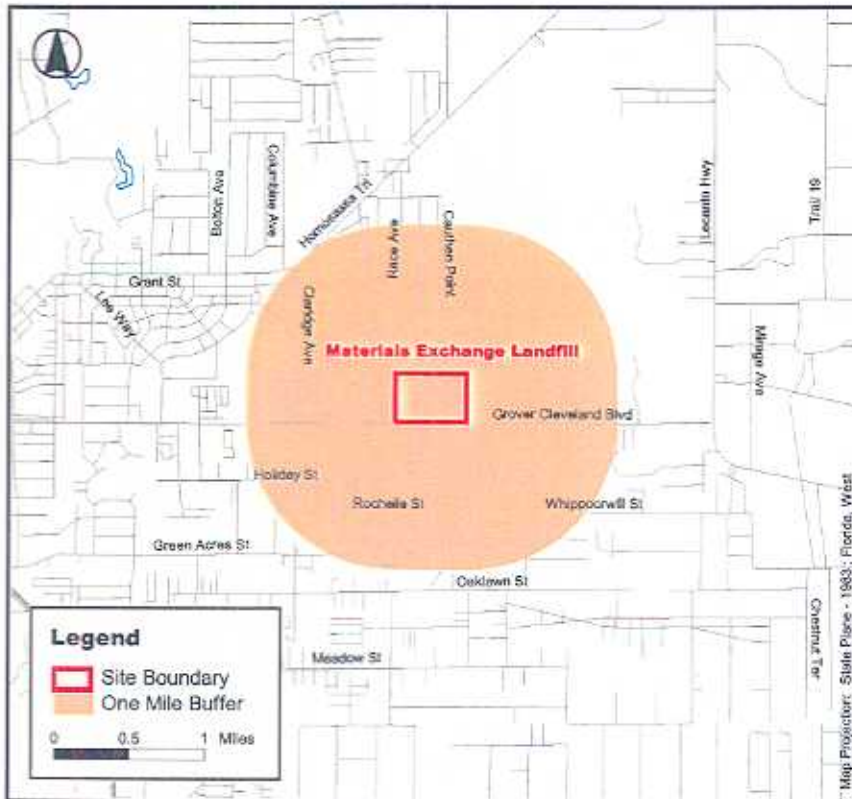 Bolton Ave
Columbine Ave
Homosassa Trl
Race Ave
Cauthen Point
Lecanto Hwy
Trail 19
Grant St
Lee Way
Claridge Ave
Mirage Ave
Materials Exchange Landfill
Grover Cleveland Blvd
Holiday St
Rochelle St
Whippoorwill St
Green Acres St
Oaklawn St
Chestnut Ter
Meadow St
Legend
Site Boundary
One Mile Buffer
0 0.5 1 Miles
Map Projection: State Plane - 1983; Florida, West